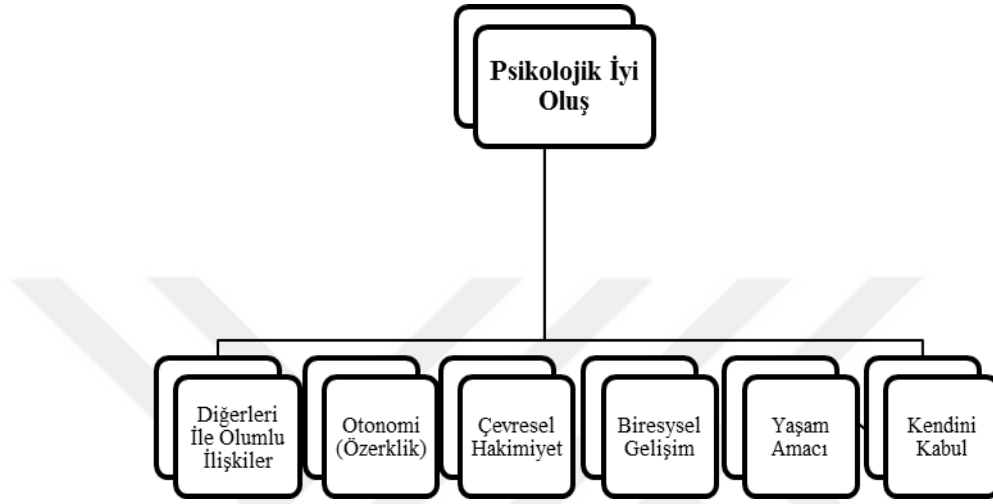 Psikolojik İyi
Oluş
Diğerleri
İle Olumlu
İlişkiler
Otonomi
(Özerklik)
Çevresel
Hakimiyet
Biresysel
Gelişim
Yaşam
Amacı
Kendini
Kabul